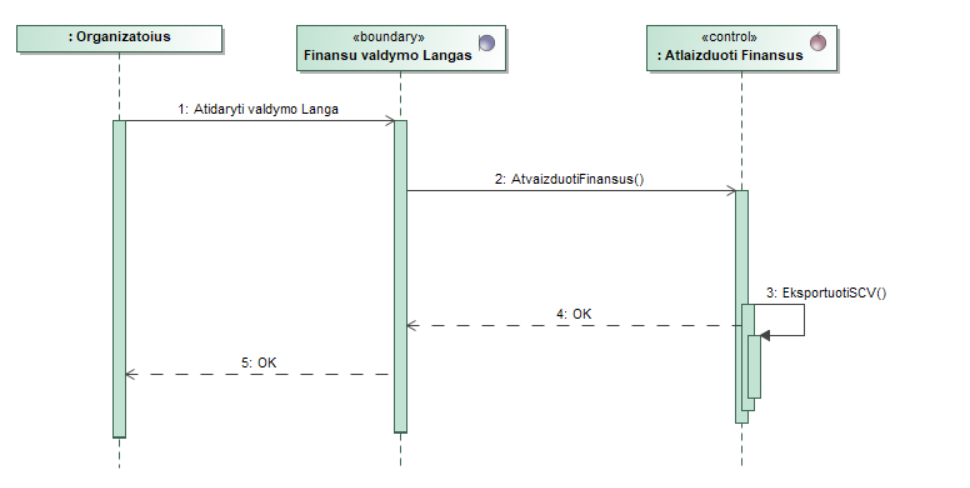 : Organizatoius
«boundary»
Finansu valdymo Langas
«control»
: Atlaizduoti Finansus
1: Atidaryti valdymo Langa
2: AtvaizduotiFinansus()
3: EksportuotiSCV()
4: OK
5: OK